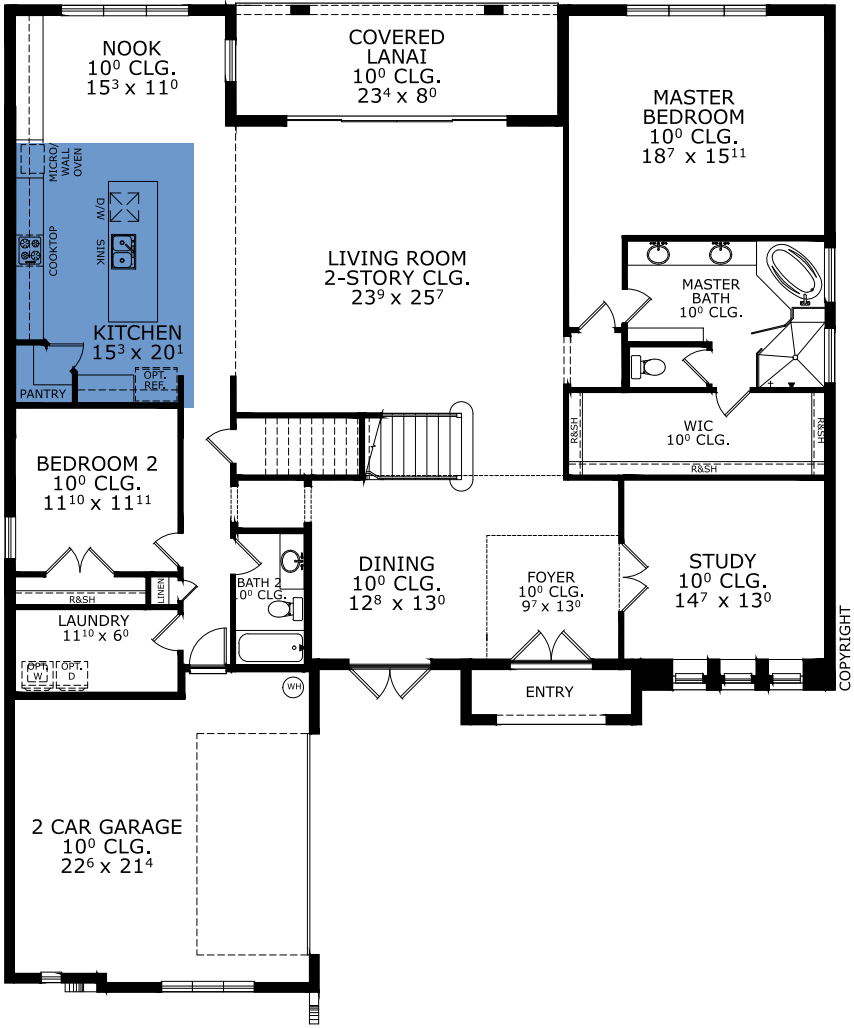 NOOK
10⁰ CLG.
15³ x 11⁰
COVERED
LANAI
10⁰ CLG.
23⁴ x 8⁰
MASTER
BEDROOM
10⁰ CLG.
18⁷ x 15¹¹
MICRO/
WALL
OVEN
D/W
SINK
COOKTOP
KITCHEN
15³ x 20¹
OPT.
REF.
PANTRY
LIVING ROOM
2-STORY CLG.
23⁹ x 25⁷
MASTER
BATH
10⁰ CLG.
WIC
10⁰ CLG.
R&SH
R&SH
R&SH
BEDROOM 2
10⁰ CLG.
11¹⁰ x 11¹¹
R&SH
LINEN
BATH 2
0⁰ CLG.
DINING
10⁰ CLG.
12⁸ x 13⁰
FOYER
10⁰ CLG.
9⁷ x 13⁰
STUDY
10⁰ CLG.
14⁷ x 13⁰
LAUNDRY
11¹⁰ x 6⁰
OPT.
W
OPT.
D
WH
ENTRY
COPYRIGHT
2 CAR GARAGE
10⁰ CLG.
22⁶ x 21⁴